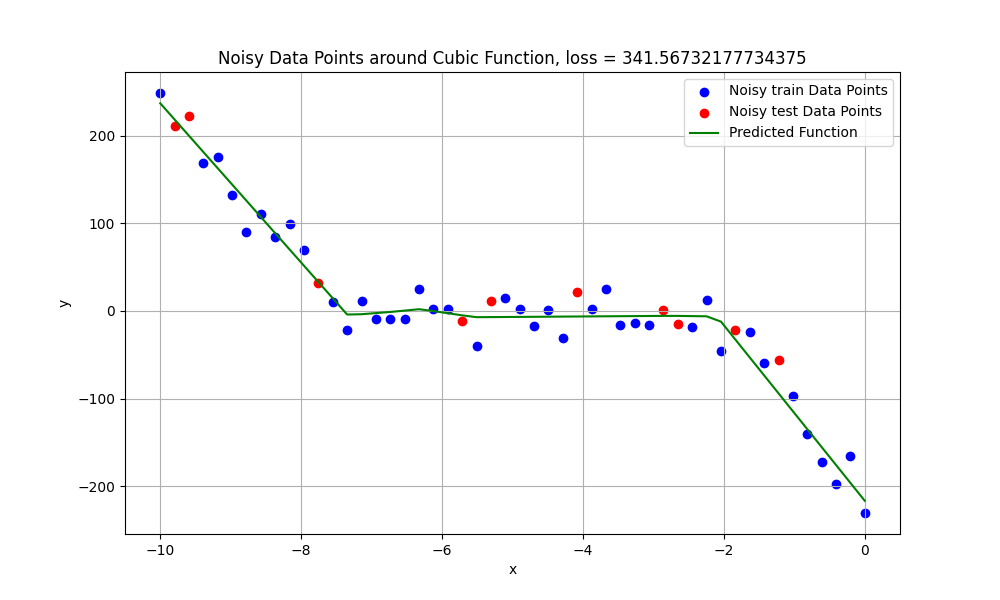 Noisy Data Points around Cubic Function, loss = 341.56732177734375
Noisy train Data Points
Noisy test Data Points
Predicted Function
200
100
0
−100
−200
y
−10
−8
−6
−4
−2
0
x